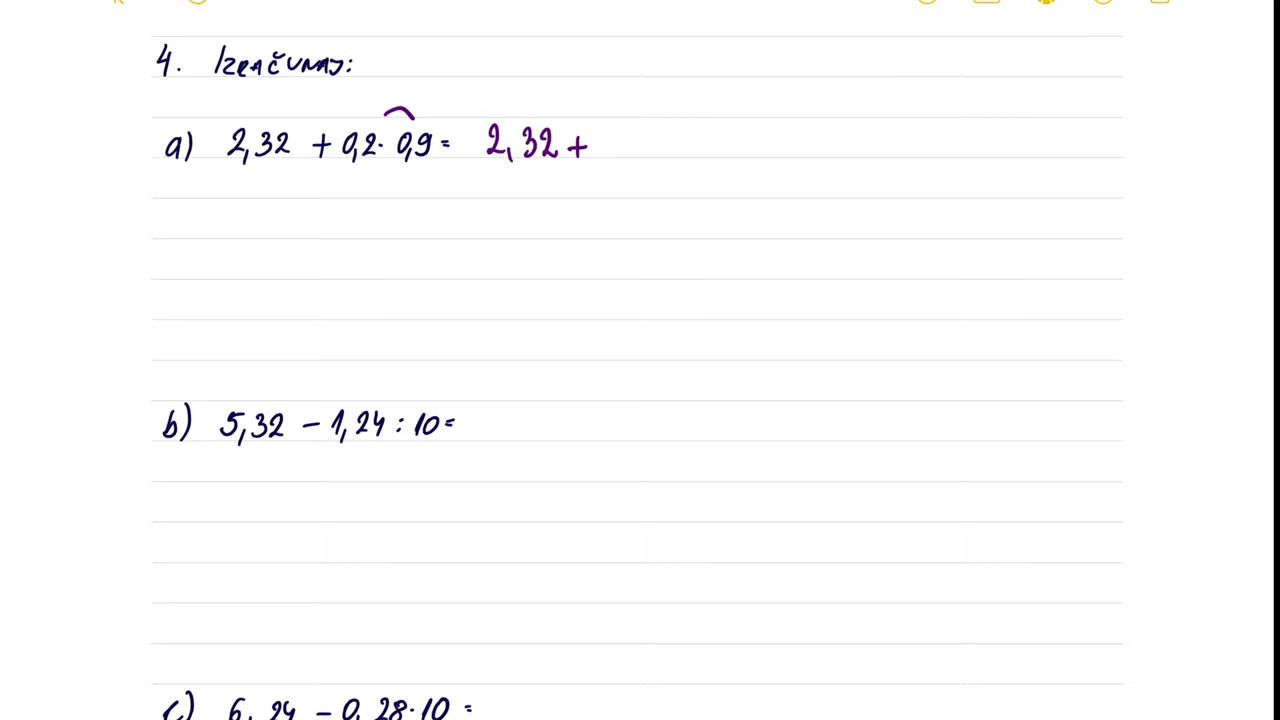 4. Izračunaj:
a) 2,32 + 0,2 · 0,9 = 2,32 +
b) 5,32 - 1,24 : 10 =
c) 6,24 - 0,28 · 10 =